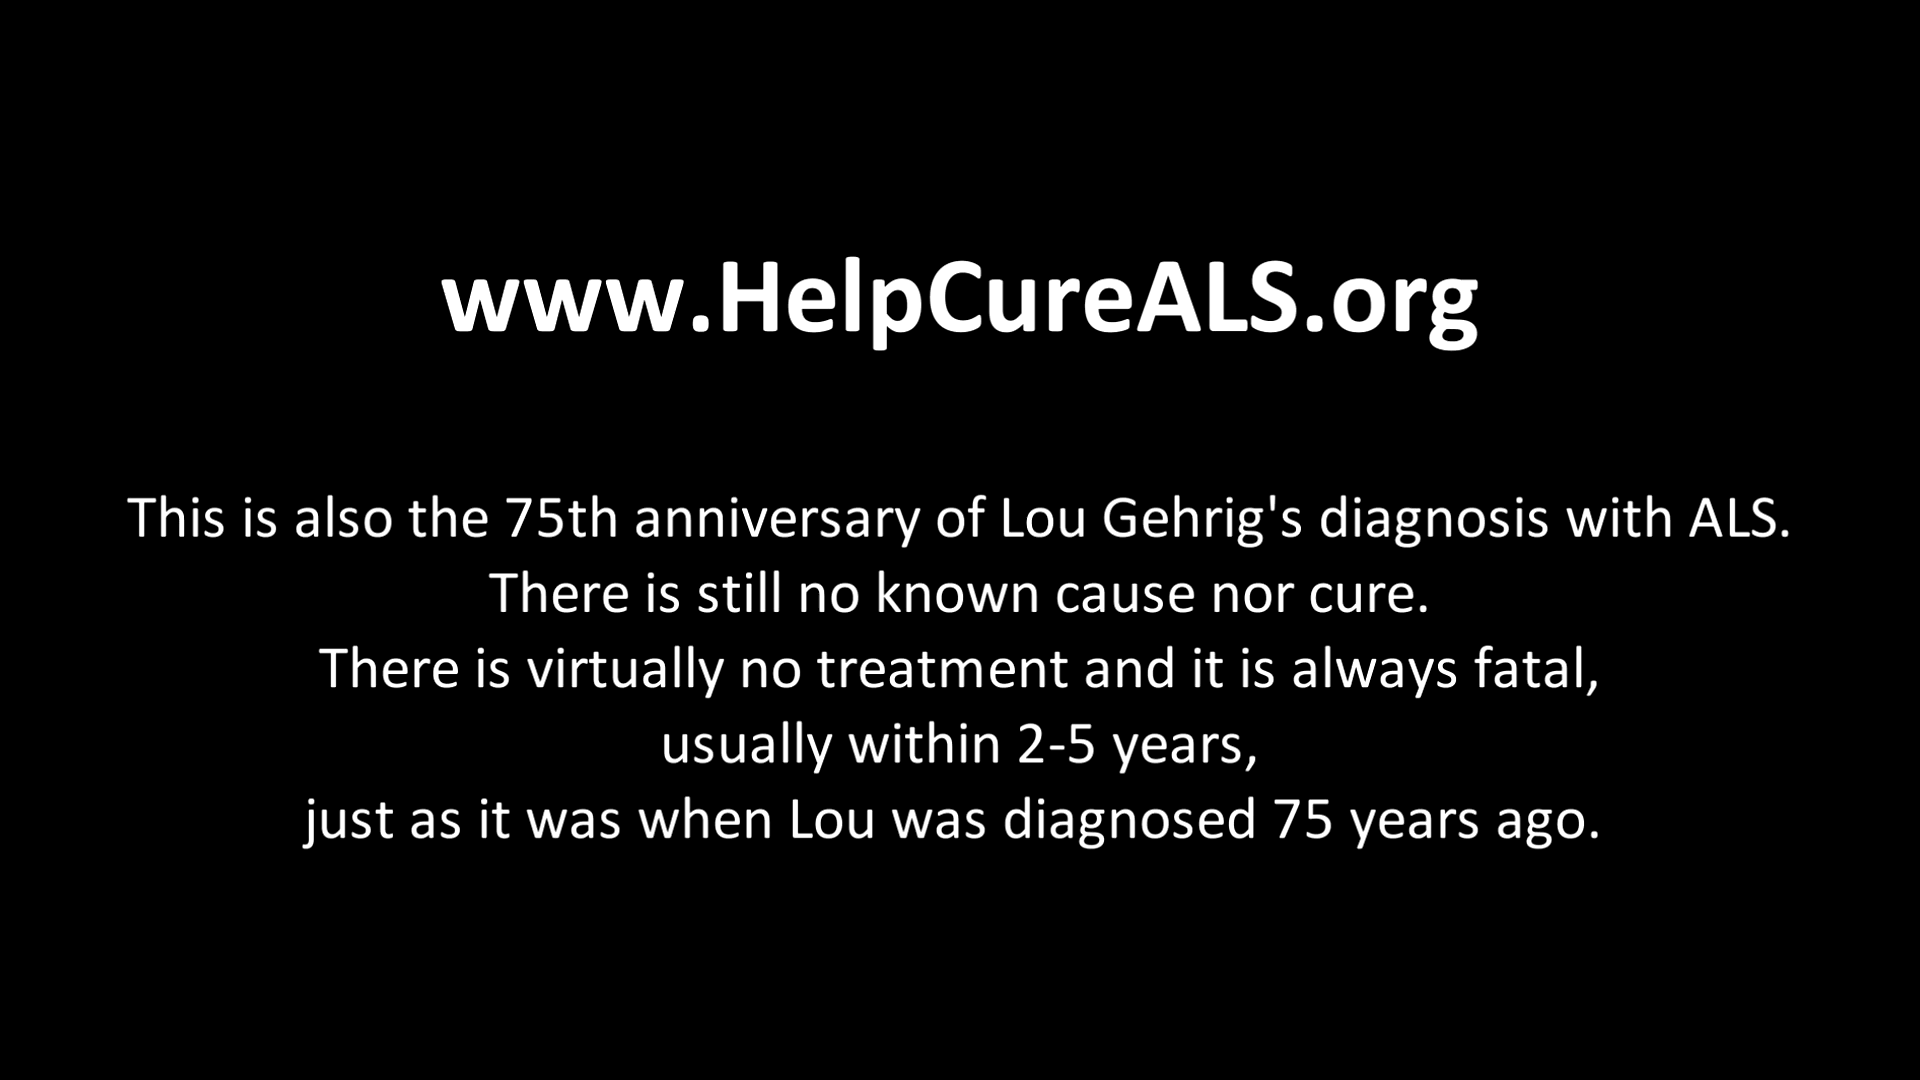 www.HelpCureALS.org
This is also the 75th anniversary of Lou Gehrig's diagnosis with ALS.
There is still no known cause nor cure.
There is virtually no treatment and it is always fatal,
usually within 2-5 years,
just as it was when Lou was diagnosed 75 years ago.